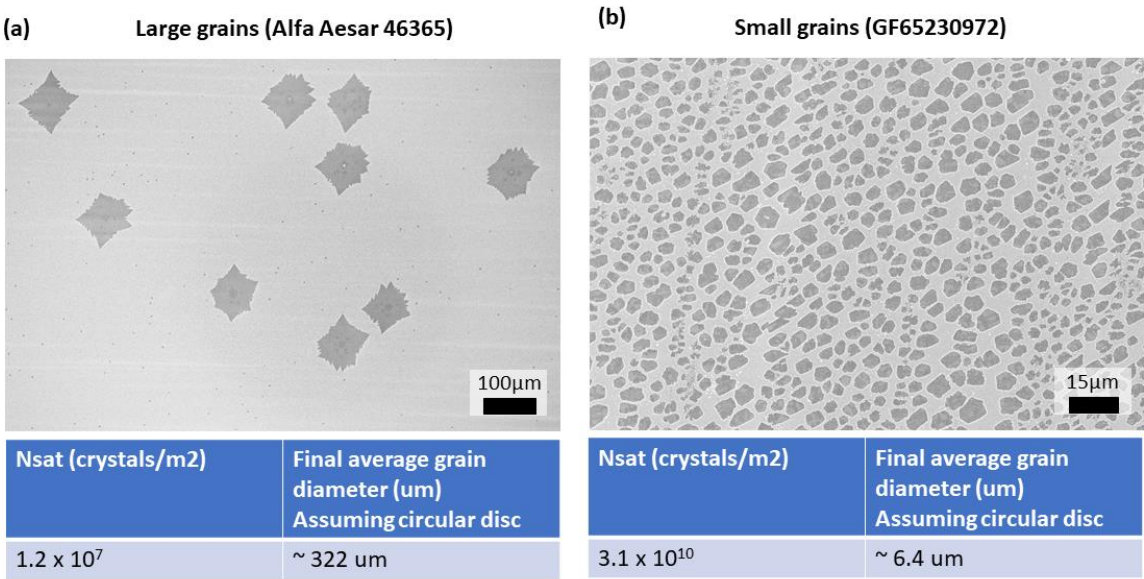 (a) Large grains (Alfa Aesar 46365)
100μm
Nsat (crystals/m2)
Final average grain
diameter (um)
Assuming circular disc
1.2 x 10⁷
~ 322 um
(b) Small grains (GF65230972)
15μm
Nsat (crystals/m2)
Final average grain
diameter (um)
Assuming circular disc
3.1 x 10¹⁰
~ 6.4 um